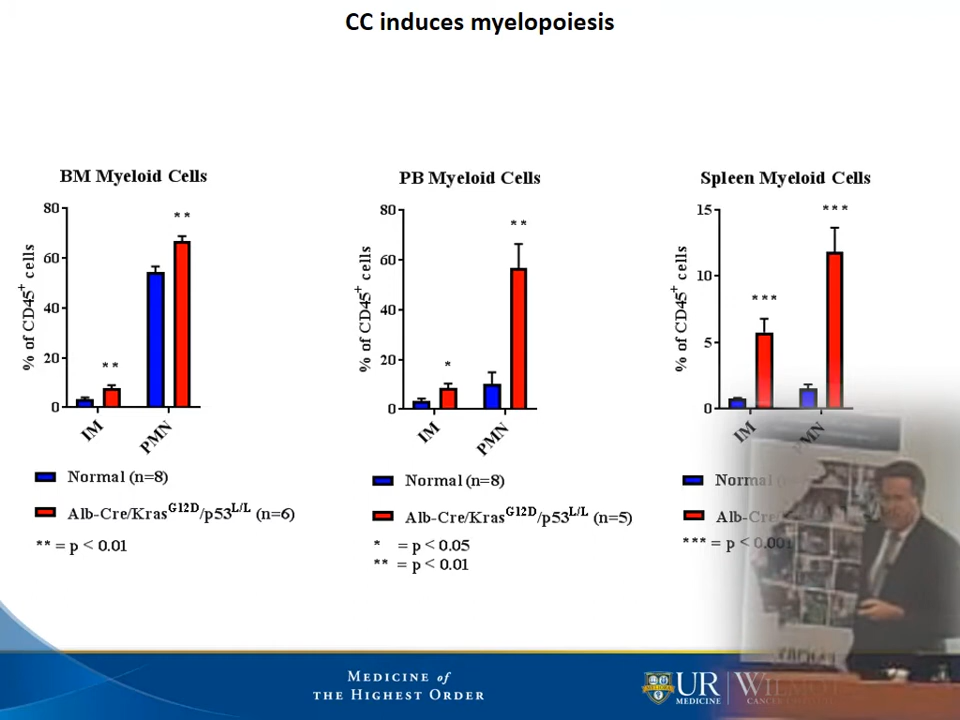 CC induces myelopoiesis
BM Myeloid Cells
80
60
40
20
0
% of CD45+ cells
**
**
IM
PMN
Normal (n=8)
Alb-Cre/KrasG12D/p53L/L (n=6)
** = p < 0.01
PB Myeloid Cells
80
60
40
20
0
% of CD45+ cells
*
**
IM
PMN
Normal (n=8)
Alb-Cre/KrasG12D/p53L/L (n=5)
* = p < 0.05
** = p < 0.01
Spleen Myeloid Cells
15
10
5
0
% of CD45+ cells
***
***
IM
PMN
Normal
Alb-Cre
*** = p < 0.001
MEDICINE of
THE HIGHEST ORDER
MELIORA
UR
MEDICINE